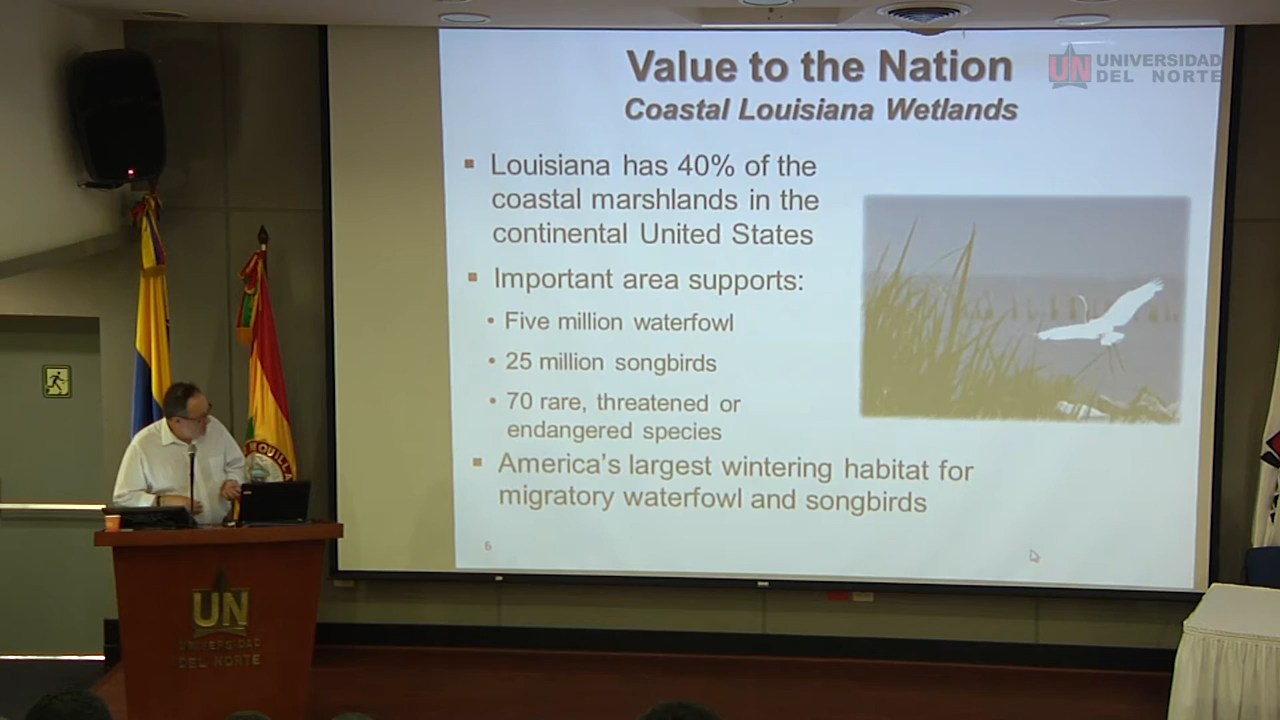 Value to the Nation
UNIVERSIDAD
UN
DEL NORTE
Coastal Louisiana Wetlands
Louisiana has 40% of the
coastal marshlands in the
continental United States
Important area supports:
Five million waterfowl
25 million songbirds
70 rare, threatened or
endangered species
America's largest wintering habitat for
migratory waterfowl and songbirds
6
UN
UNIVERSIDAD
DEL NORTE